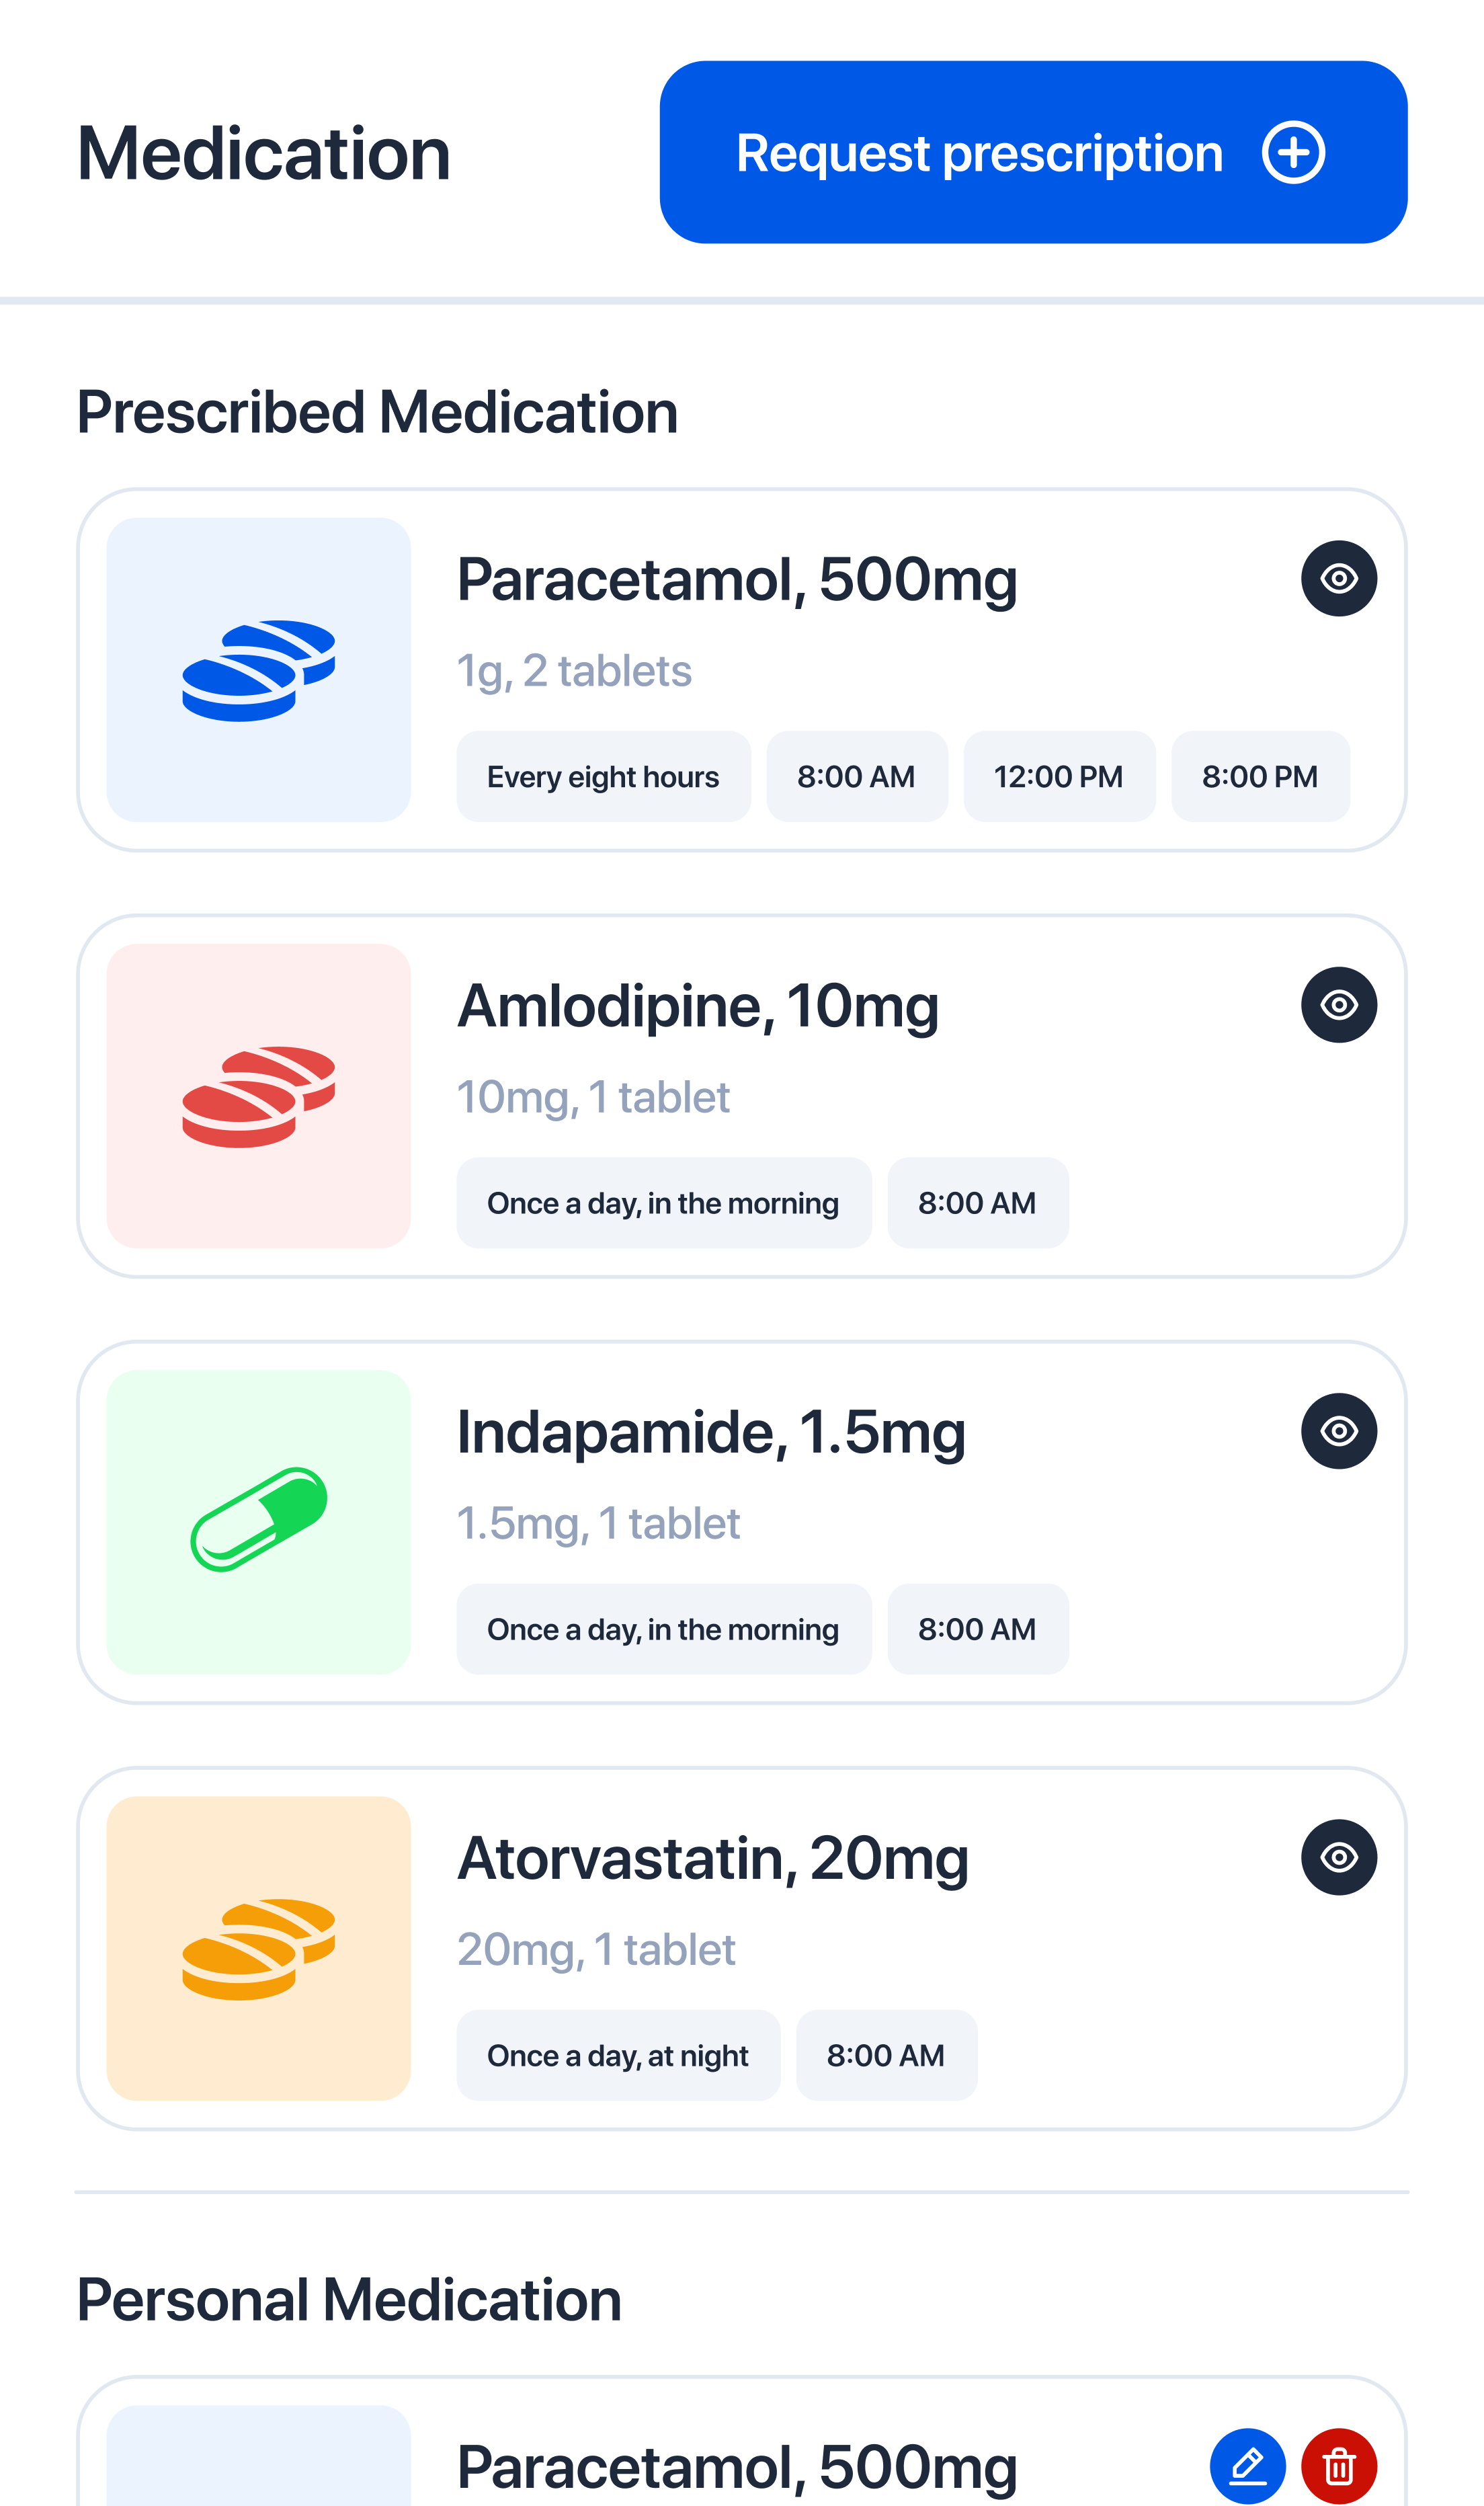 Medication
Request prescription
Prescribed Medication
Paracetamol, 500mg
1g, 2 tablets
Every eight hours 8:00 AM 12:00 PM 8:00 PM
Amlodipine, 10mg
10mg, 1 tablet
Once a day, in the morning 8:00 AM
Indapamide, 1.5mg
1.5mg, 1 tablet
Once a day, in the morning 8:00 AM
Atorvastatin, 20mg
20mg, 1 tablet
Once a day, at night 8:00 AM
Personal Medication
Paracetamol, 500mg